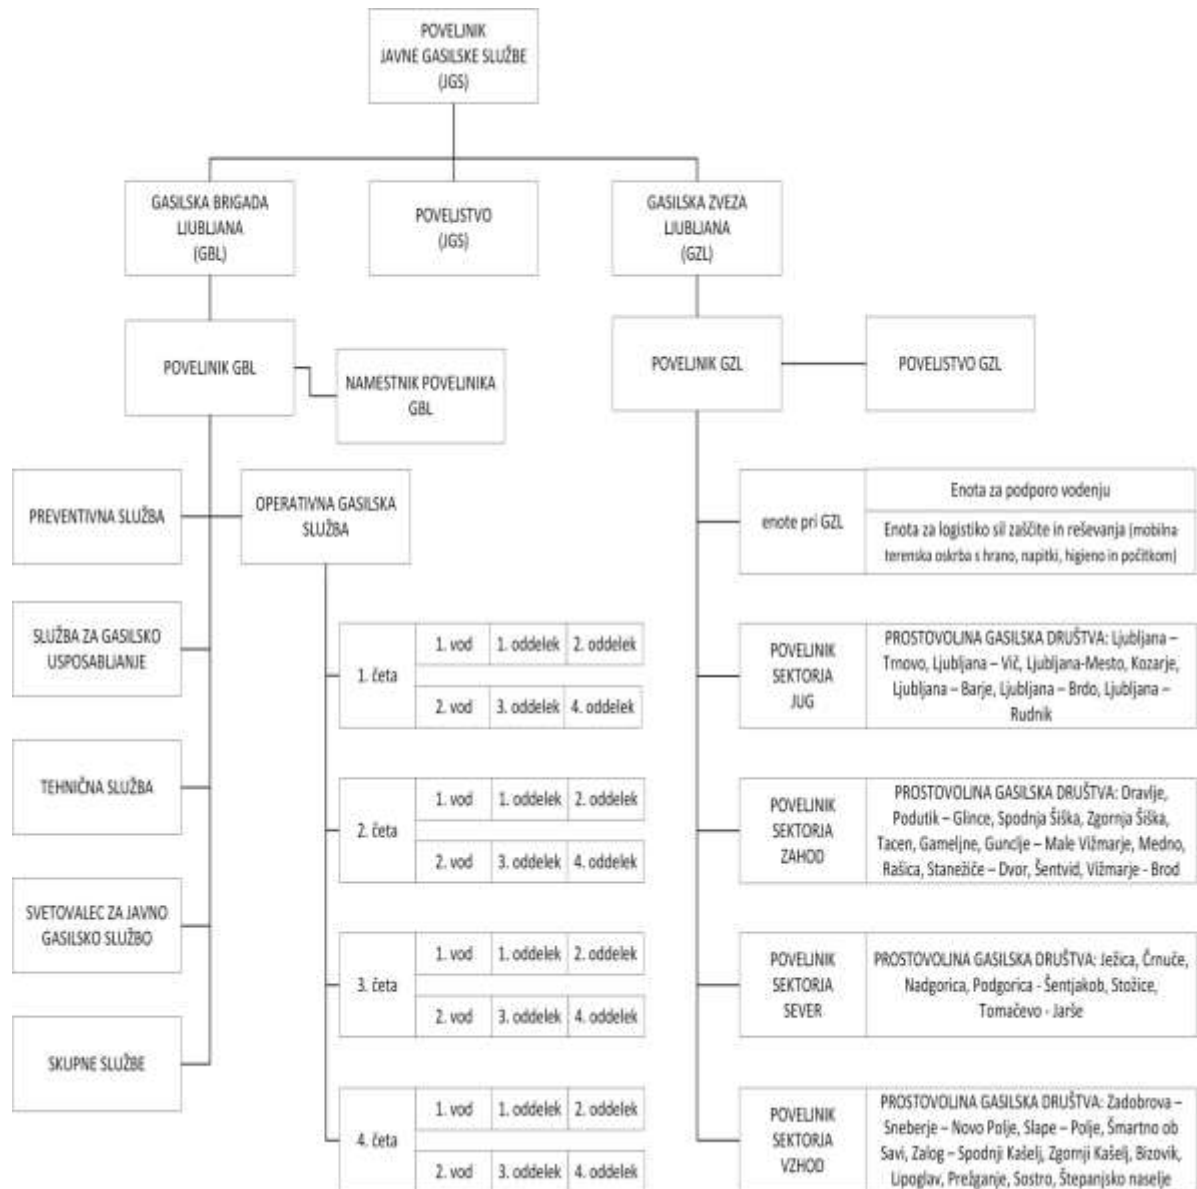 POVELJNIK
JAVNE GASILSKE SLUŽBE
(JGS)
GASILSKA BRIGADA
LJUBLJANA
(GBL)
POVELJSTVO
(JGS)
GASILSKA ZVEZA
LJUBLJANA
(GZL)
POVELJNIK GBL
NAMESTNIK POVELJNIKA
GBL
POVELJNIK GZL
POVELJSTVO GZL
PREVENTIVNA SLUŽBA
OPERATIVNA GASILSKA
SLUŽBA
SLUŽBA ZA GASILSKO
USPOSABLJANJE
TEHNIČNA SLUŽBA
SVETOVALEC ZA JAVNO
GASILSKO SLUŽBO
SKUPNE SLUŽBE
1. četa
1. vod 1. oddelek 2. oddelek
2. vod 3. oddelek 4. oddelek
2. četa
1. vod 1. oddelek 2. oddelek
2. vod 3. oddelek 4. oddelek
3. četa
1. vod 1. oddelek 2. oddelek
2. vod 3. oddelek 4. oddelek
4. četa
1. vod 1. oddelek 2. oddelek
2. vod 3. oddelek 4. oddelek
enote pri GZL
Enota za podporo vodenju
Enota za logistiko sil zaščite in reševanja (mobilna
terenska oskrba s hrano, napitki, higieno in počitkom)
POVELJNIK
SEKTORJA
JUG
PROSTOVOLJNA GASILSKA DRUŠTVA: Ljubljana –
Trnovo, Ljubljana – Vič, Ljubljana-Mesto, Kozarje,
Ljubljana – Barje, Ljubljana – Brdo, Ljubljana –
Rudnik
POVELJNIK
SEKTORJA
ZAHOD
PROSTOVOLJNA GASILSKA DRUŠTVA: Dravlje,
Podutik – Glince, Spodnja Šiška, Zgornja Šiška,
Tacen, Gameljne, Gunclje – Male Vižmarje, Medno,
Rašica, Stanežiče – Dvor, Šentvid, Vižmarje - Brod
POVELJNIK
SEKTORJA
SEVER
PROSTOVOLJNA GASILSKA DRUŠTVA: Ježica, Črnuče,
Nadgorica, Podgorica - Šentjakob, Stožice,
Tomačevo - Jarše
POVELJNIK
SEKTORJA
VZHOD
PROSTOVOLJNA GASILSKA DRUŠTVA: Zadobrova –
Sneberje – Novo Polje, Slape – Polje, Šmartno ob
Savi, Zalog – Spodnji Kašelj, Zgornji Kašelj, Bizovik,
Lipoglav, Prežganje, Sostro, Štepanjsko naselje